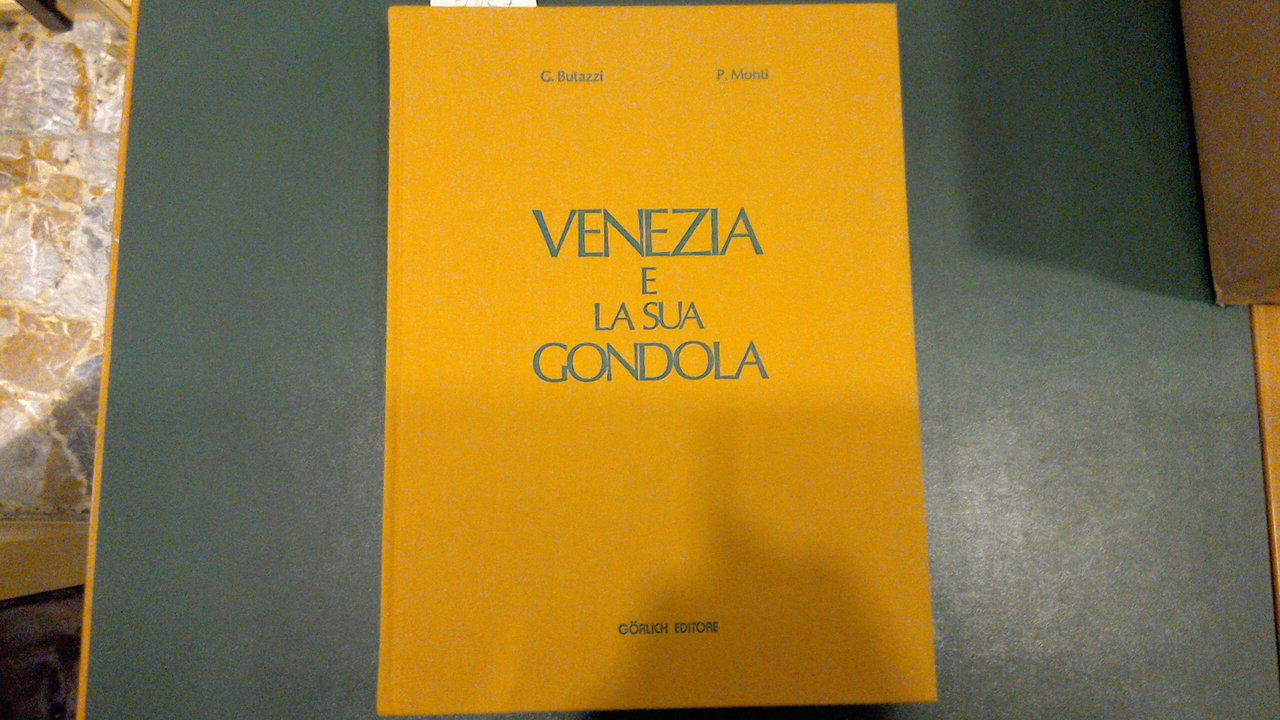 G. Butazzi P. Monti
VENEZIA
E
LA SUA
GONDOLA
GÖRLICH EDITORE